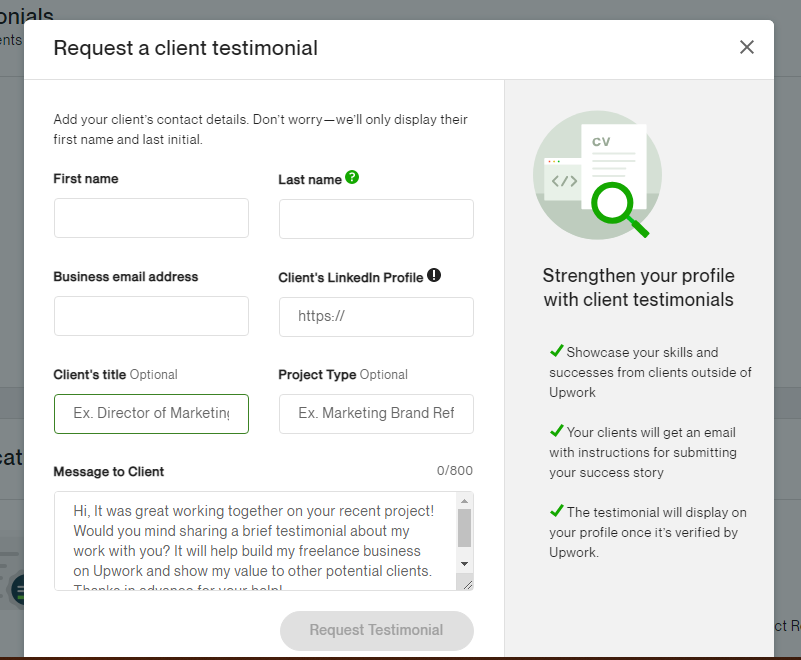 onials
ents
Request a client testimonial
Add your client's contact details. Don't worry—we'll only display their
first name and last initial.
First name
Last name ?
Business email address
Client's LinkedIn Profile !
https://
Client's title Optional
Project Type Optional
Ex. Director of Marketing
Ex. Marketing Brand Ref
Message to Client
0/800
Hi, It was great working together on your recent project!
Would you mind sharing a brief testimonial about my
work with you? It will help build my freelance business
on Upwork and show my value to other potential clients.
Thanks in advance for your help!
Request Testimonial
CV
</>
Strengthen your profile
with client testimonials
Showcase your skills and
successes from clients outside of
Upwork
Your clients will get an email
with instructions for submitting
your success story
The testimonial will display on
your profile once it's verified by
Upwork.
cat
ct R